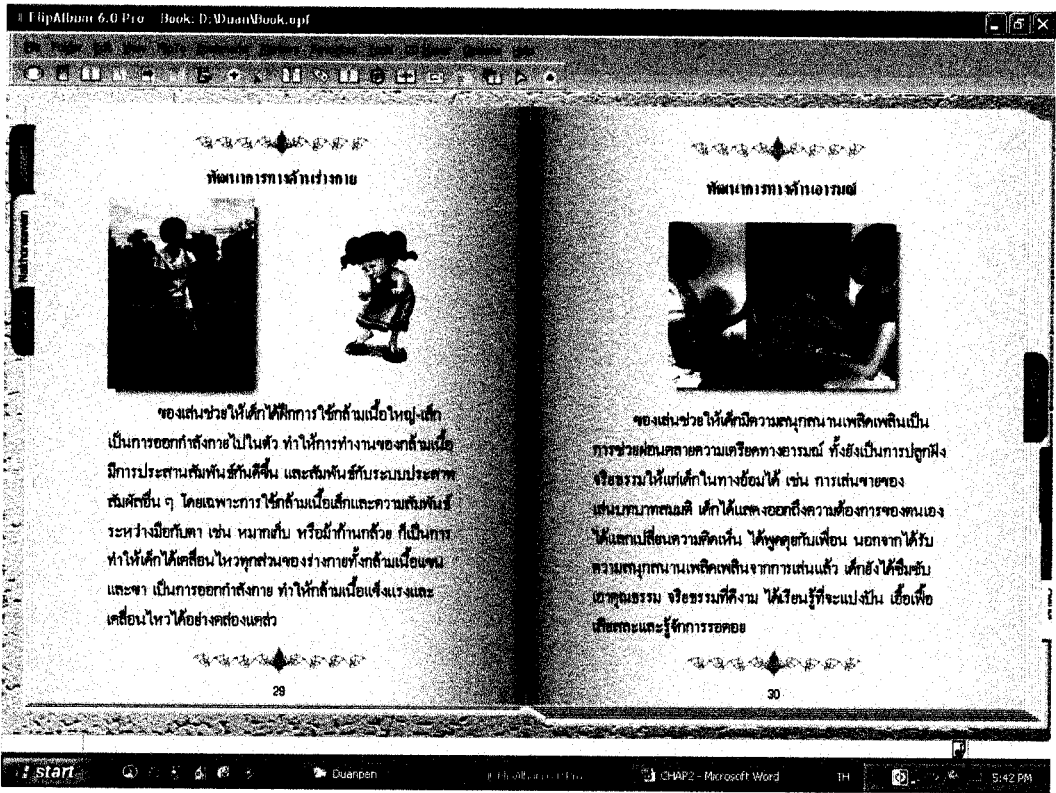 FlipAlbum 6.0 Pro Book: D:\Duan\Book.opf
พัฒนาการทางด้านร่างกาย
ของเล่นช่วยให้เด็กได้ฝึกการใช้กล้ามเนื้อใหญ่-เล็ก
เป็นการออกกำลังกายไปในตัว ทำให้การทำงานของกล้ามเนื้อ
มีการประสานสัมพันธ์กันดีขึ้น และสัมพันธ์กับระบบประสาท
สัมผัสอื่น ๆ โดยเฉพาะการใช้กล้ามเนื้อเล็กและความสัมพันธ์
ระหว่างมือกับตา เช่น หมากเก็บ หรือม้าก้านกล้วย ก็เป็นการ
ทำให้เด็กได้เคลื่อนไหวทุกส่วนของร่างกายทั้งกล้ามเนื้อแขน
และขา เป็นการออกกำลังกาย ทำให้กล้ามเนื้อแข็งแรงและ
เคลื่อนไหวได้อย่างคล่องแคล่ว
29
พัฒนาการทางด้านอารมณ์
ของเล่นช่วยให้เด็กมีความสนุกสนานเพลิดเพลินเป็น
การช่วยผ่อนคลายความเครียดทางอารมณ์ ทั้งยังเป็นการปลูกฝัง
จริยธรรมให้แก่เด็กในทางอ้อมได้ เช่น การเล่นขายของ
เล่นบทบาทสมมติ เด็กได้แสดงออกถึงความต้องการของตนเอง
ได้แลกเปลี่ยนความคิดเห็น ได้พูดคุยกับเพื่อน นอกจากได้รับ
ความสนุกสนานเพลิดเพลินจากการเล่นแล้ว เด็กยังได้ซึมซับ
เอาคุณธรรม จริยธรรมที่ดีงาม ได้เรียนรู้ที่จะแบ่งปัน เอื้อเฟื้อ
เสียสละและรู้จักการรอคอย
30
start
Duanpen
CHAP2 - Microsoft Word
TH
5:42 PM